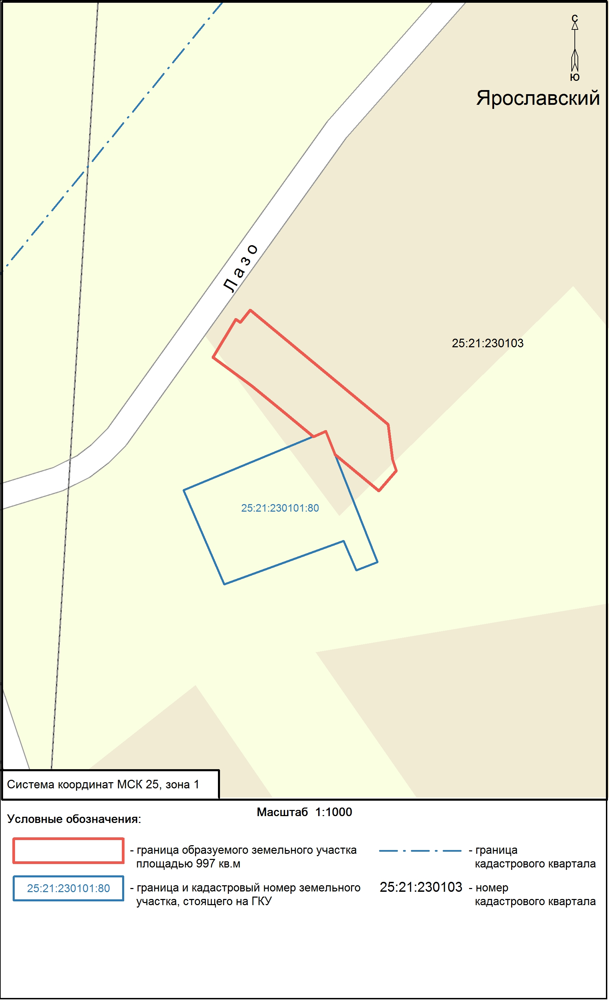 С
Ю
Ярославский
Лазо
25:21:230103
25:21:230101:80
Система координат МСК 25, зона 1
Масштаб 1:1000
Условные обозначения:
- граница образуемого земельного участка
площадью 997 кв.м
- граница
кадастрового квартала
25:21:230101:80
- граница и кадастровый номер земельного
участка, стоящего на ГКУ
25:21:230103
- номер
кадастрового квартала